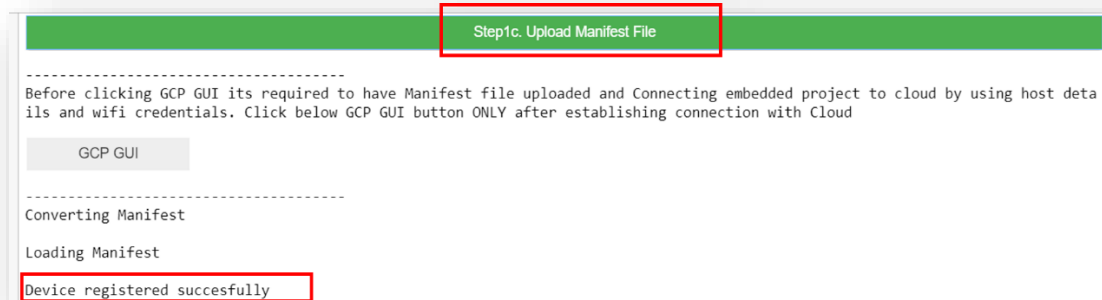 Step1c. Upload Manifest File
--------------------------------------
Before clicking GCP GUI its required to have Manifest file uploaded and Connecting embedded project to cloud by using host deta
ils and wifi credentials. Click below GCP GUI button ONLY after establishing connection with Cloud
GCP GUI
--------------------------------------
Converting Manifest
Loading Manifest
Device registered succesfully